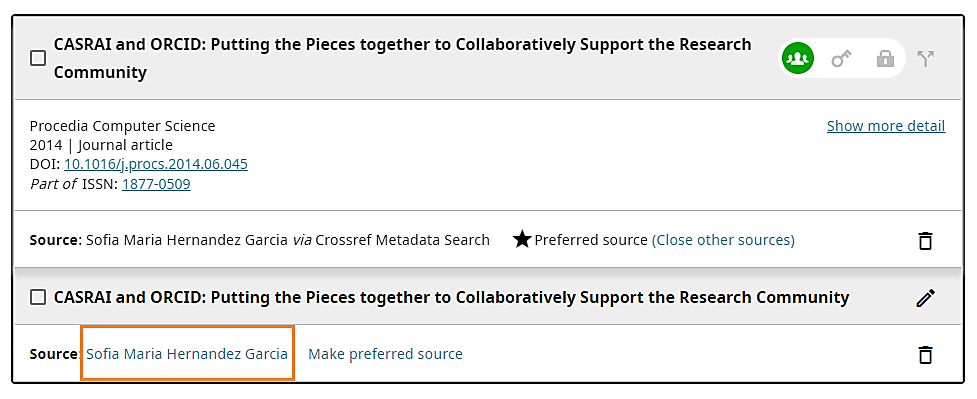 CASRAI and ORCID: Putting the Pieces together to Collaboratively Support the Research
Community
Procedia Computer Science
Show more detail
2014 | Journal article
DOI: 10.1016/j.procs.2014.06.045
Part of ISSN: 1877-0509
Source: Sofia Maria Hernandez Garcia via Crossref Metadata Search Preferred source (Close other sources)
CASRAI and ORCID: Putting the Pieces together to Collaboratively Support the Research Community
Source: Sofia Maria Hernandez Garcia Make preferred source